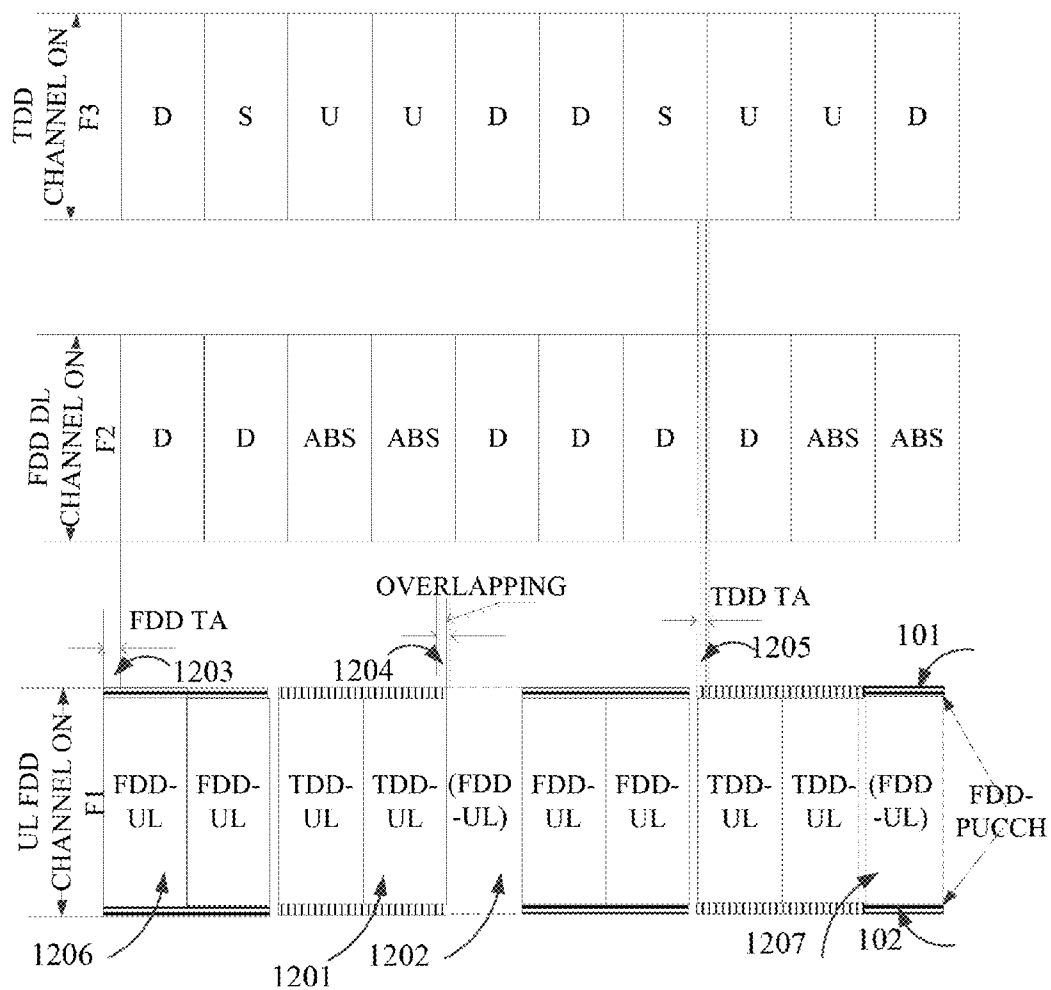 TDD
CHANNEL ON
F3
D S U U D D S U U D
FDD DL
CHANNEL ON
F2
D D ABS ABS D D D D ABS ABS
OVERLAPPING
FDD TA
TDD TA
1203
1204
1205
101
UL FDD
CHANNEL ON
F1
FDD-
UL
FDD-
UL
TDD-
UL
TDD-
UL
(FDD
-UL)
FDD-
UL
FDD-
UL
TDD-
UL
TDD-
UL
(FDD
-UL)
FDD-
PUCCH
1206
1201
1202
1207
102